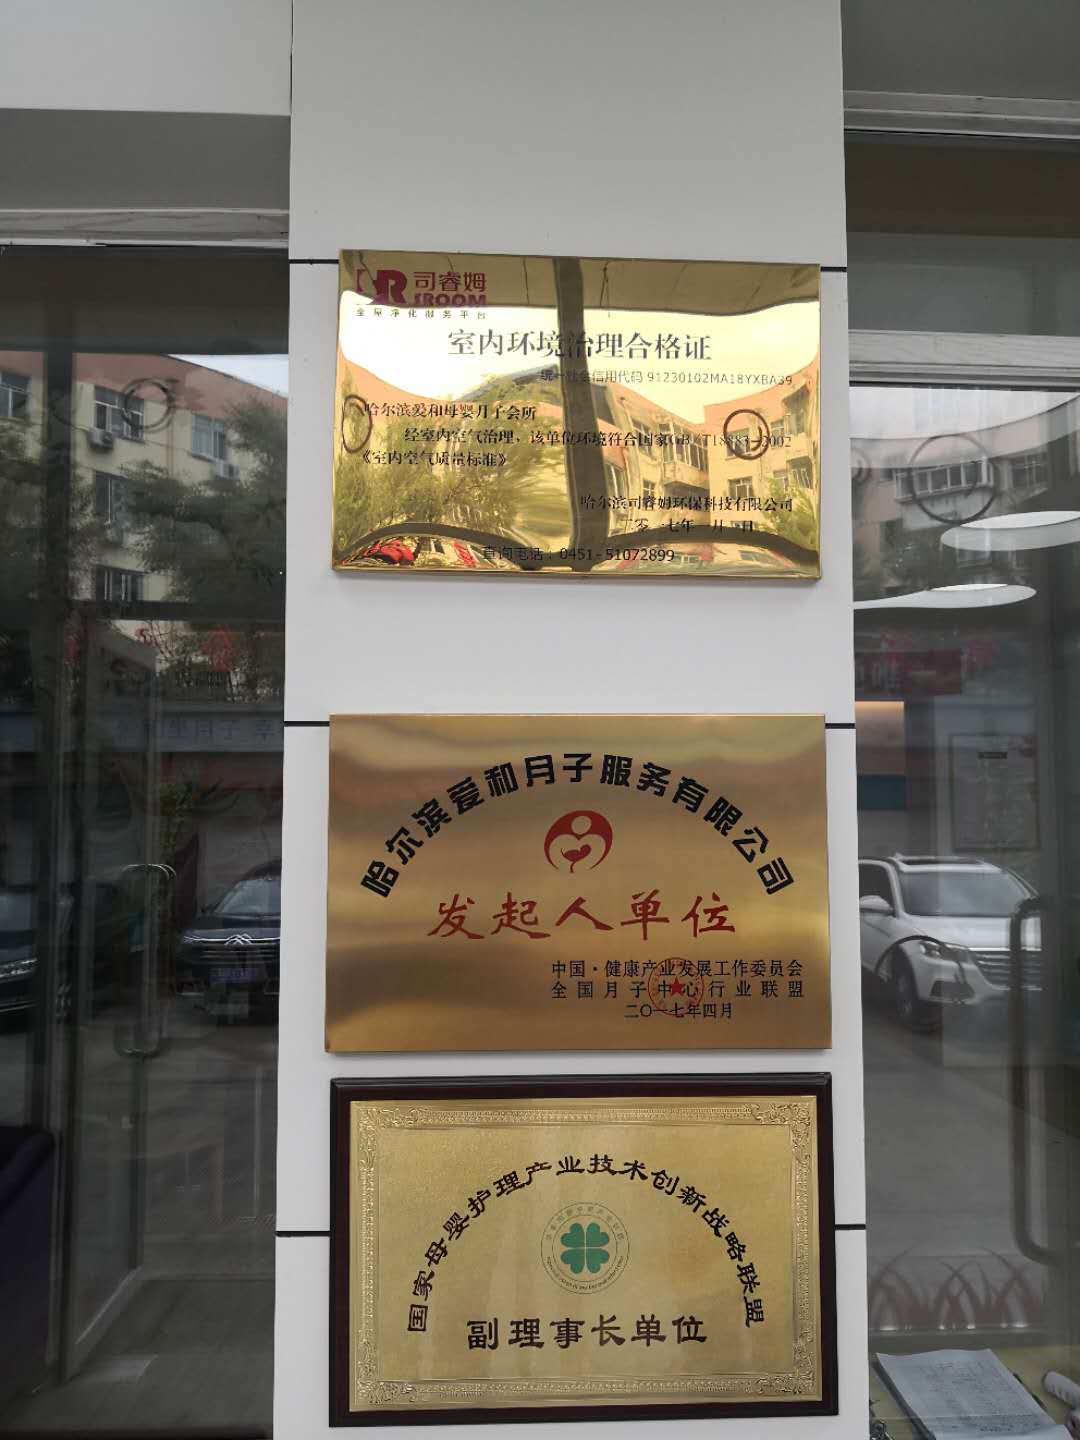 司睿姆
SROOM
全屋净化服务平台
室内环境治理合格证
统一社会信用代码 91230102MA18YXBA39
哈尔滨爱和母婴月子会所
经室内空气治理，该单位环境符合国家GB/T18883-2002
《室内空气质量标准》
哈尔滨司睿姆环保科技有限公司
二零一七年一月 日
查询电话：0451-51072899
哈尔滨爱和月子服务有限公司
发起人单位
中国·健康产业发展工作委员会
全国月子中心行业联盟
二〇一七年四月
国家母婴护理产业技术创新战略联盟
副理事长单位